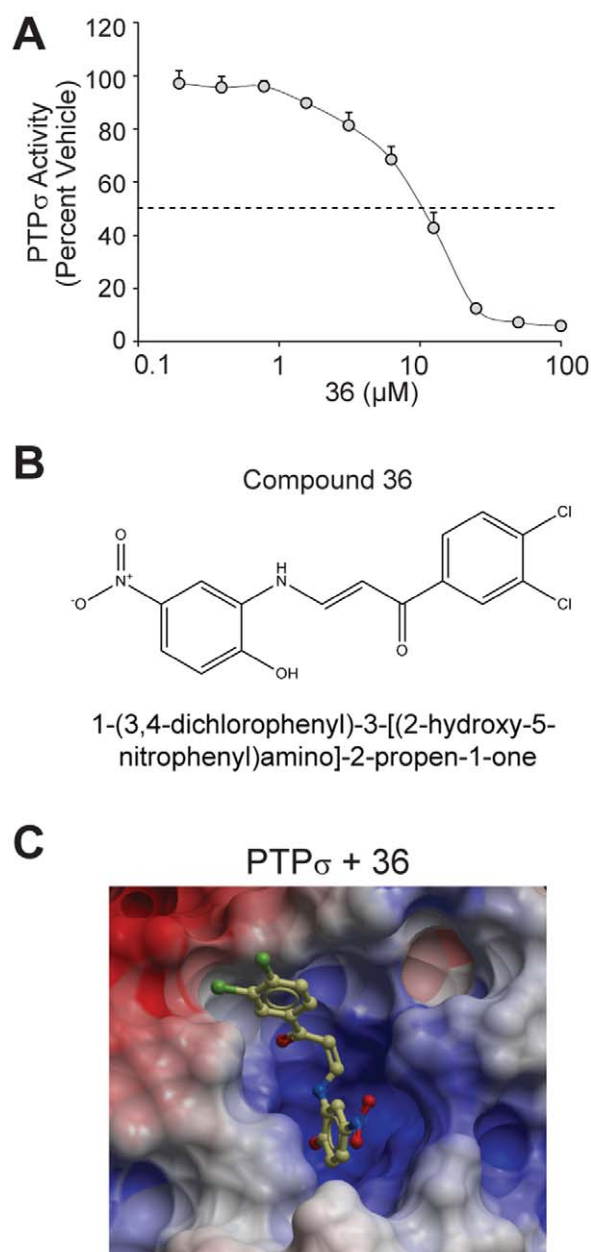 A
120
100
80
60
40
20
0
PTPσ Activity
(Percent Vehicle)
0.1
1
10
100
36 (µM)
B
Compound 36
O
N⁺
⁻O
H
N
OH
O
Cl
Cl
1-(3,4-dichlorophenyl)-3-[(2-hydroxy-5-
nitrophenyl)amino]-2-propen-1-one
C
PTPσ + 36